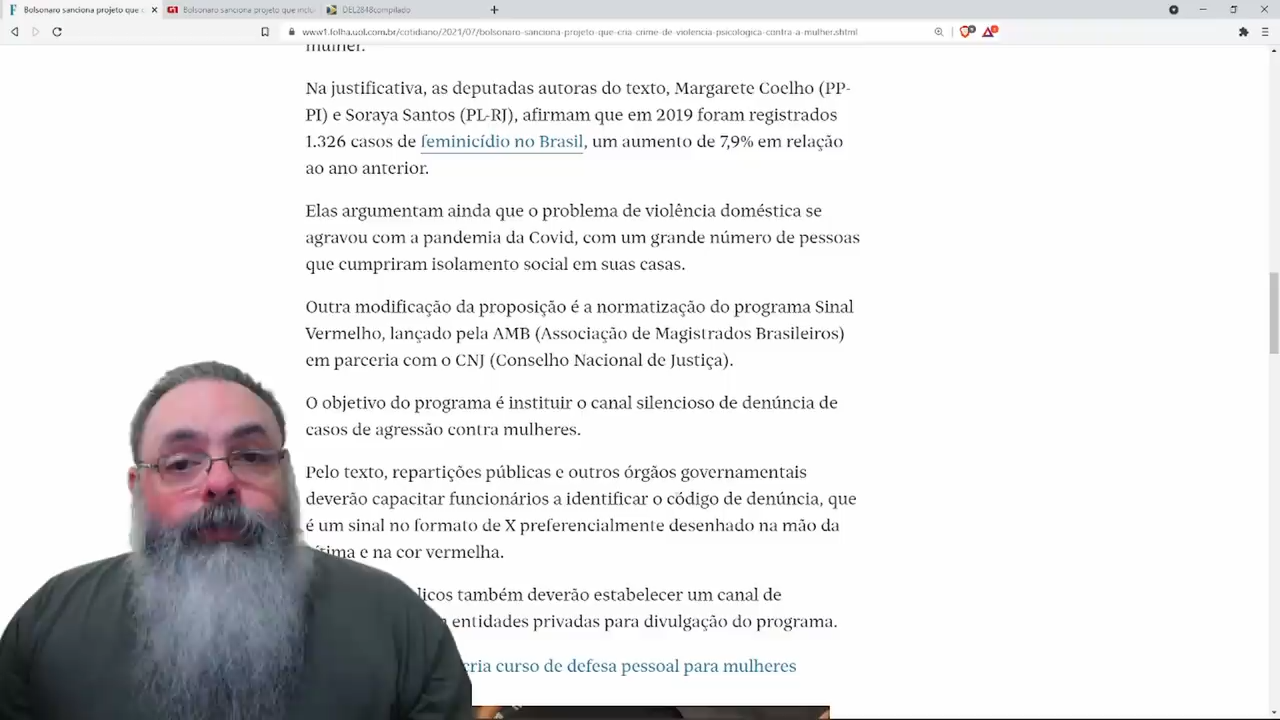 Bolsonaro sanciona projeto que c
Bolsonaro sanciona projeto que inclu
DEL2848compilado
www1.folha.uol.com.br/cotidiano/2021/07/bolsonaro-sanciona-projeto-que-cria-crime-de-violencia-psicologica-contra-a-mulher.shtml
mulher.
Na justificativa, as deputadas autoras do texto, Margarete Coelho (PP-
PI) e Soraya Santos (PL-RJ), afirmam que em 2019 foram registrados
1.326 casos de feminicídio no Brasil, um aumento de 7,9% em relação
ao ano anterior.
Elas argumentam ainda que o problema de violência doméstica se
agravou com a pandemia da Covid, com um grande número de pessoas
que cumpriram isolamento social em suas casas.
Outra modificação da proposição é a normatização do programa Sinal
Vermelho, lançado pela AMB (Associação de Magistrados Brasileiros)
em parceria com o CNJ (Conselho Nacional de Justiça).
O objetivo do programa é instituir o canal silencioso de denúncia de
casos de agressão contra mulheres.
Pelo texto, repartições públicas e outros órgãos governamentais
deverão capacitar funcionários a identificar o código de denúncia, que
é um sinal no formato de X preferencialmente desenhado na mão da
ítima e na cor vermelha.
licos também deverão estabelecer um canal de
entidades privadas para divulgação do programa.
cria curso de defesa pessoal para mulheres